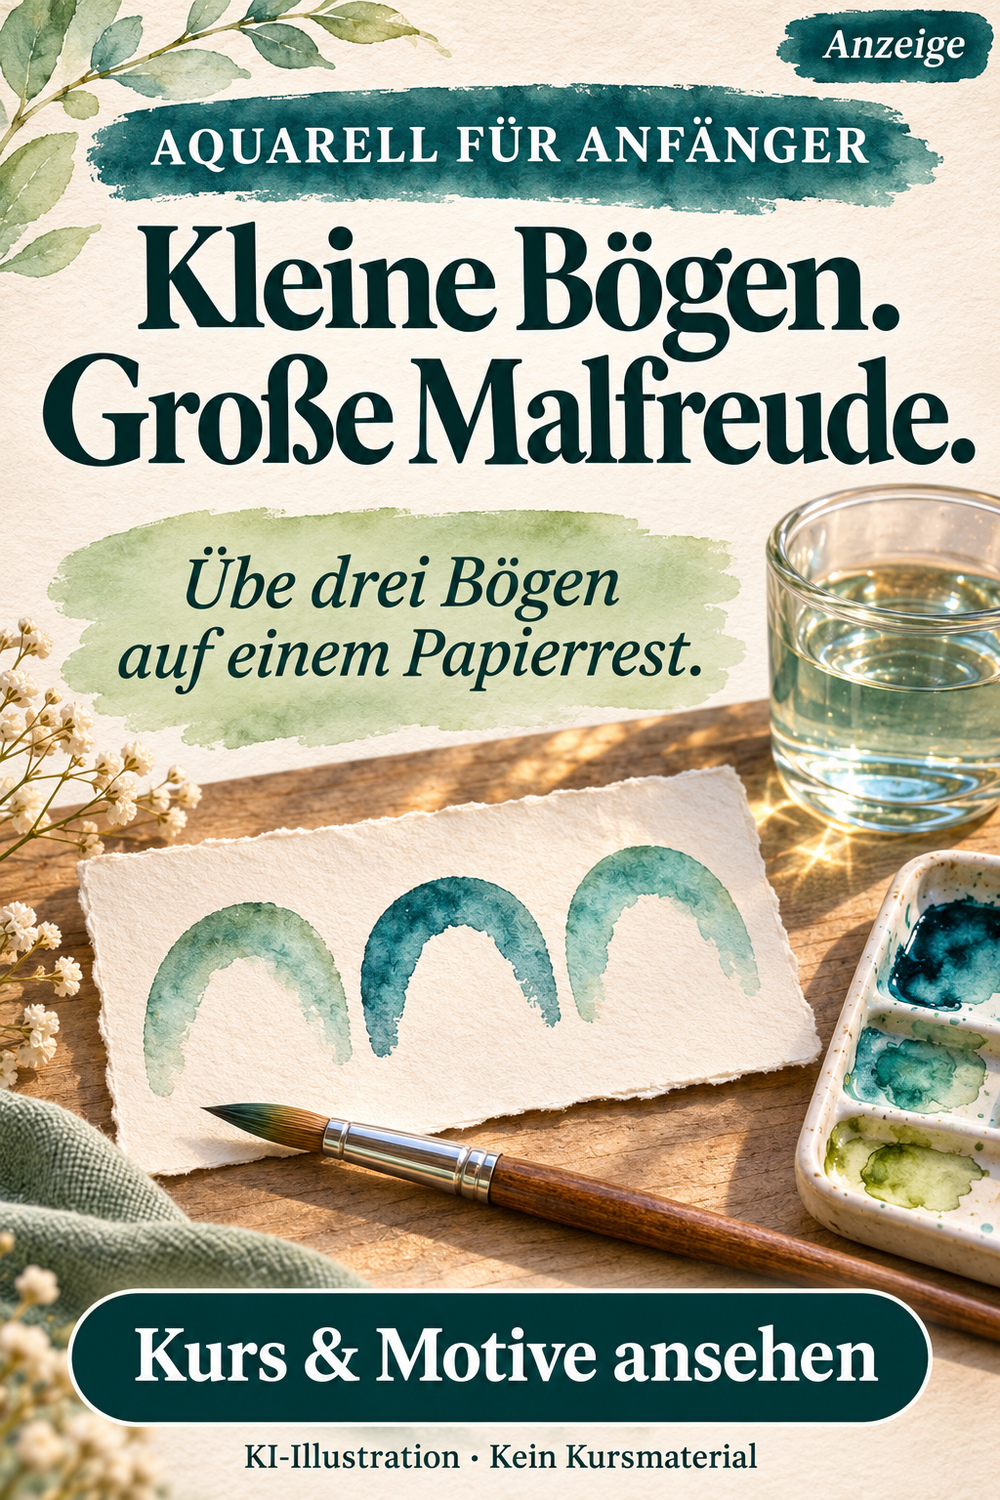 Anzeige
AQUARELL FÜR ANFÄNGER
Kleine Bögen.
Große Malfreude.
Übe drei Bögen
auf einem Papierrest.
Kurs & Motive ansehen
KI-Illustration · Kein Kursmaterial